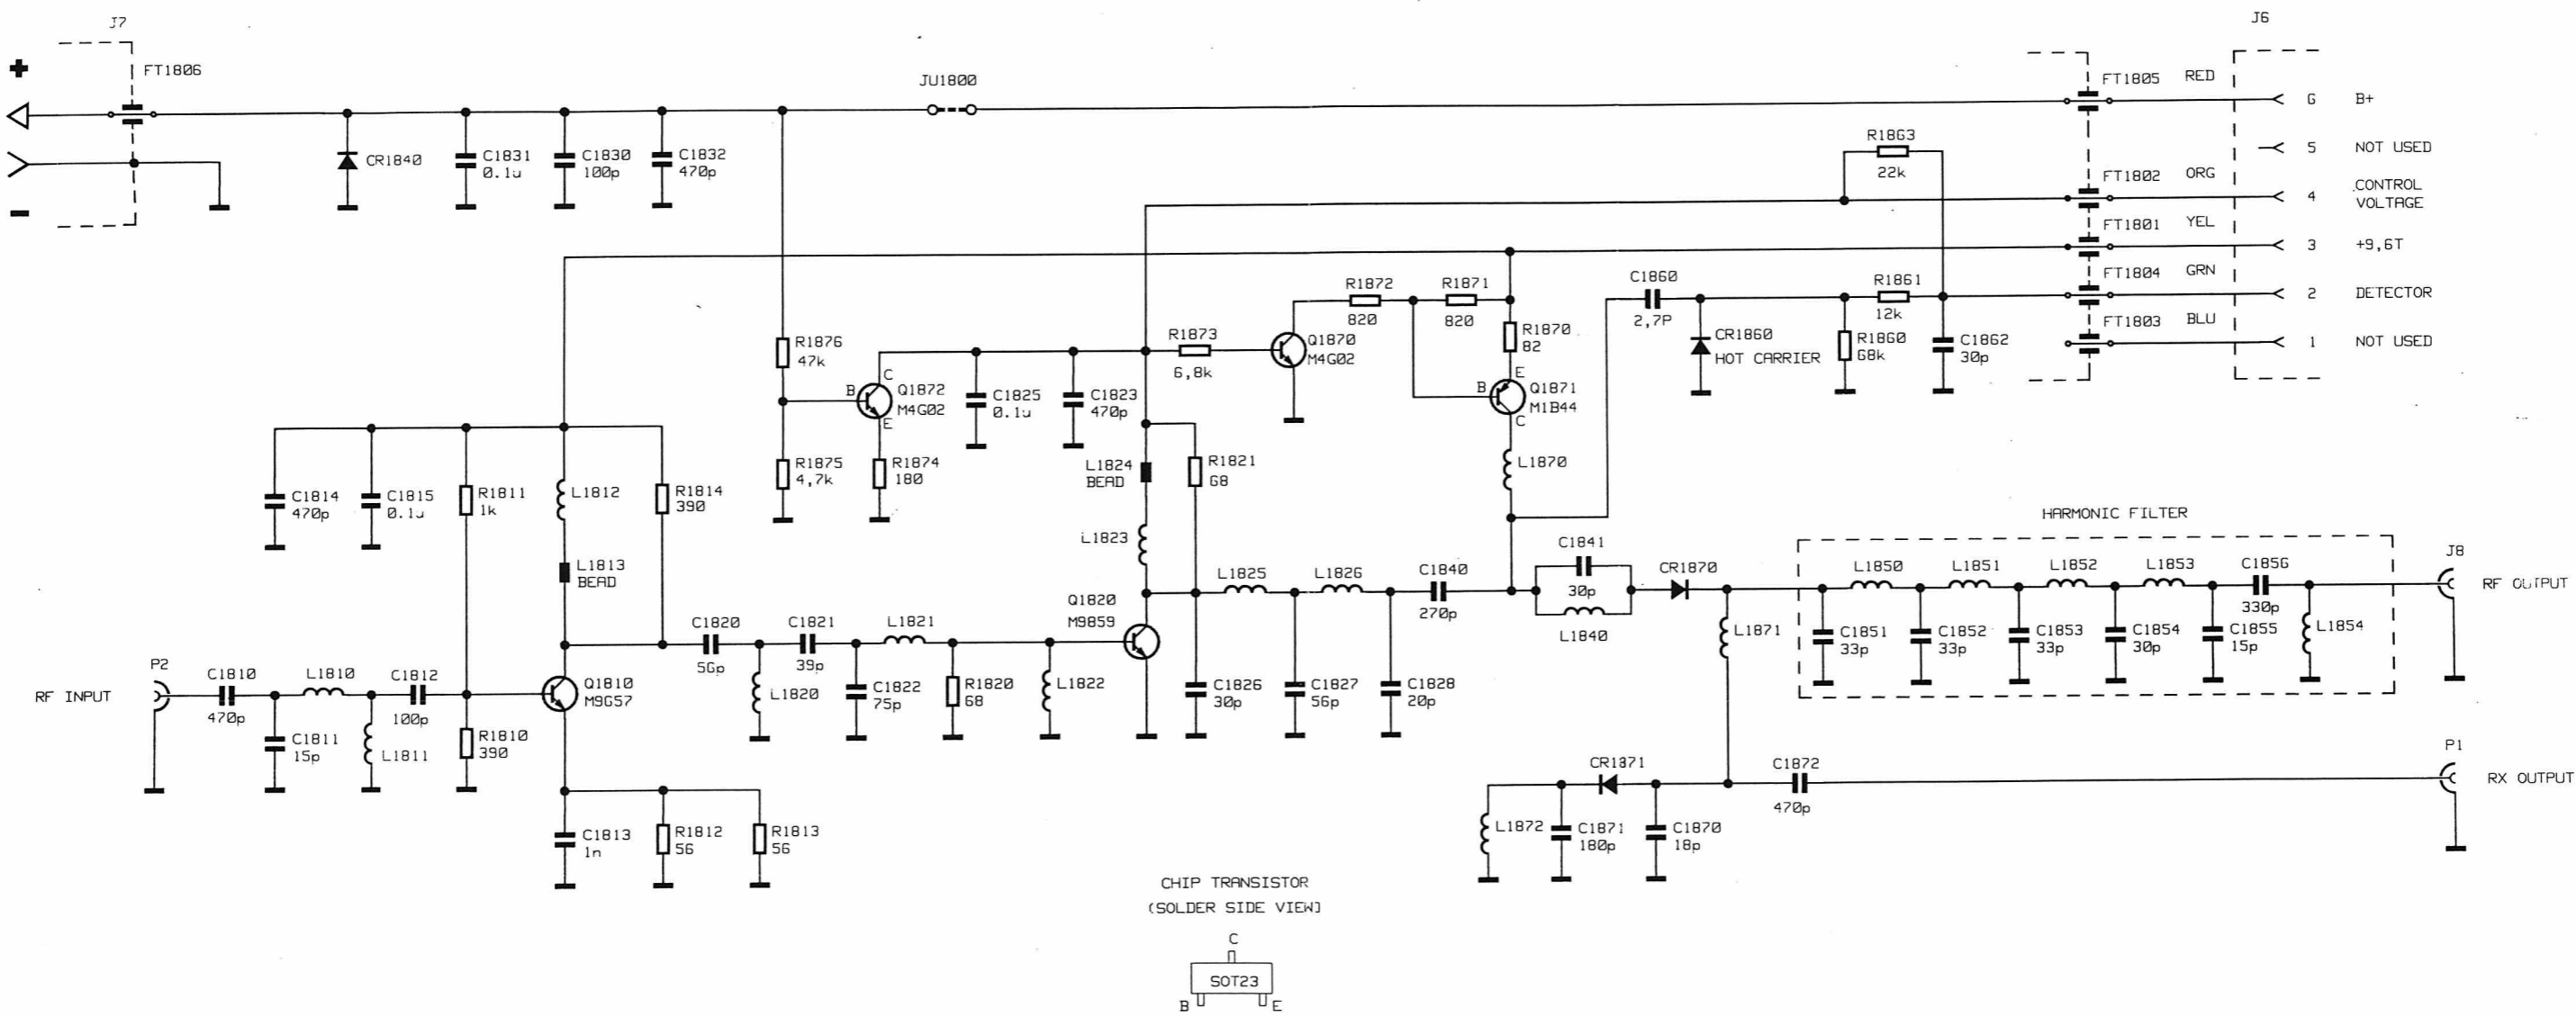 J7
J6
+
FT1806
JU1800
FT1805 RED
6 B+
CR1840
C1831
0.1u
C1830
100p
C1832
470p
R1863
22k
5 NOT USED
FT1802 ORG
4 CONTROL
VOLTAGE
-
FT1801 YEL
3 +9,6T
FT1804 GRN
2 DETECTOR
FT1803 BLU
1 NOT USED
R1872
820
R1871
820
C1860
2,7P
R1861
12k
R1876
47k
R1873
6,8k
Q1870
M4G02
R1870
82
CR1860
HOT CARRIER
R1860
68k
C1862
30p
C
B
E
Q1872
M4G02
C1825
0.1u
C1823
470p
E
B
C
Q1871
M1B44
C1814
470p
C1815
0.1u
R1811
1k
L1812
R1814
390
R1875
4,7k
R1874
180
L1824
BEAD
R1821
68
L1870
L1813
BEAD
L1823
HARMONIC FILTER
C1841
30p
L1840
CR1870
L1850
L1851
L1852
L1853
C1856
330p
J8
RF OUTPUT
Q1820
M9859
L1825
L1826
C1840
270p
P2
RF INPUT
C1810
470p
L1810
C1812
100p
Q1810
M9657
C1820
56p
C1821
39p
L1821
L1871
C1851
33p
C1852
33p
C1853
33p
C1854
30p
C1855
15p
L1854
C1811
15p
L1811
R1810
390
L1820
C1822
75p
R1820
68
L1822
C1826
30p
C1827
56p
C1828
20p
CR1871
C1872
470p
P1
RX OUTPUT
C1813
1n
R1812
56
R1813
56
L1872
C1871
180p
C1870
18p
CHIP TRANSISTOR
(SOLDER SIDE VIEW)
C
SOT23
B E